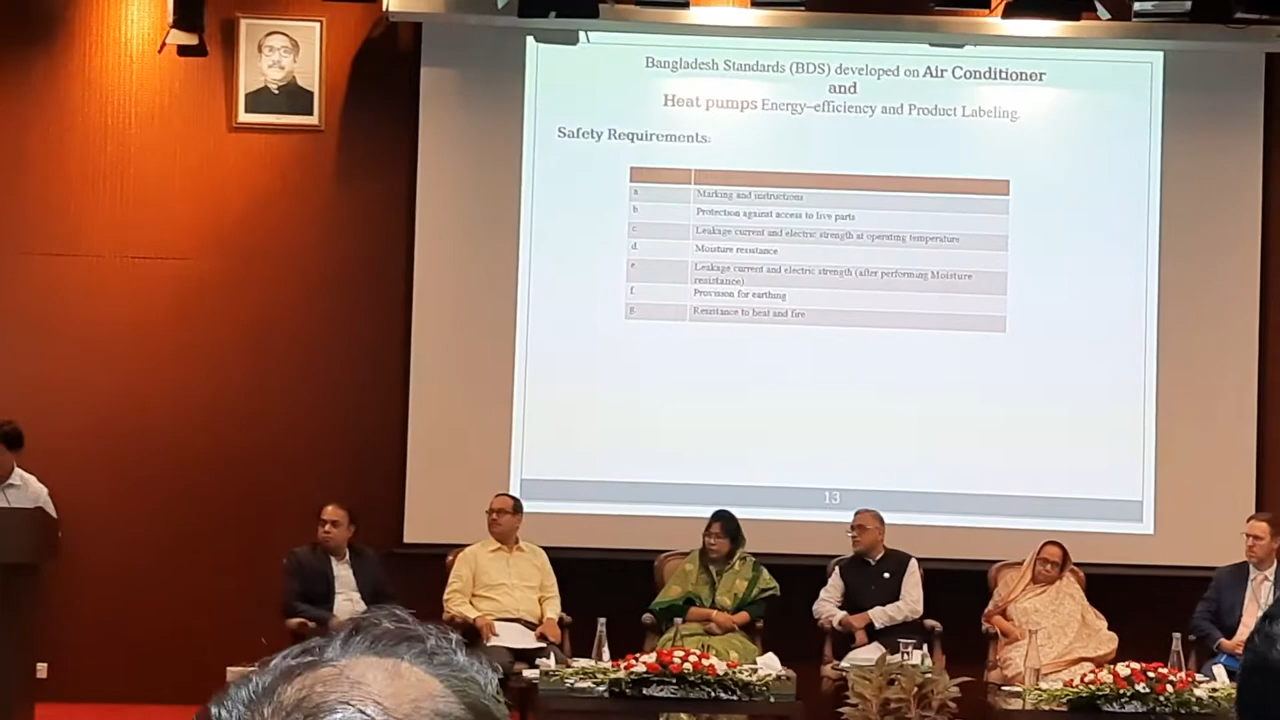 Bangladesh Standards (BDS) developed on Air Conditioner
and
Heat pumps Energy–efficiency and Product Labeling.
Safety Requirements:
a. Marking and instructions
b. Protection against access to live parts
c. Leakage current and electric strength at operating temperature
d. Moisture resistance
e. Leakage current and electric strength (after performing Moisture
resistance)
f. Provision for earthing
g. Resistance to heat and fire
13